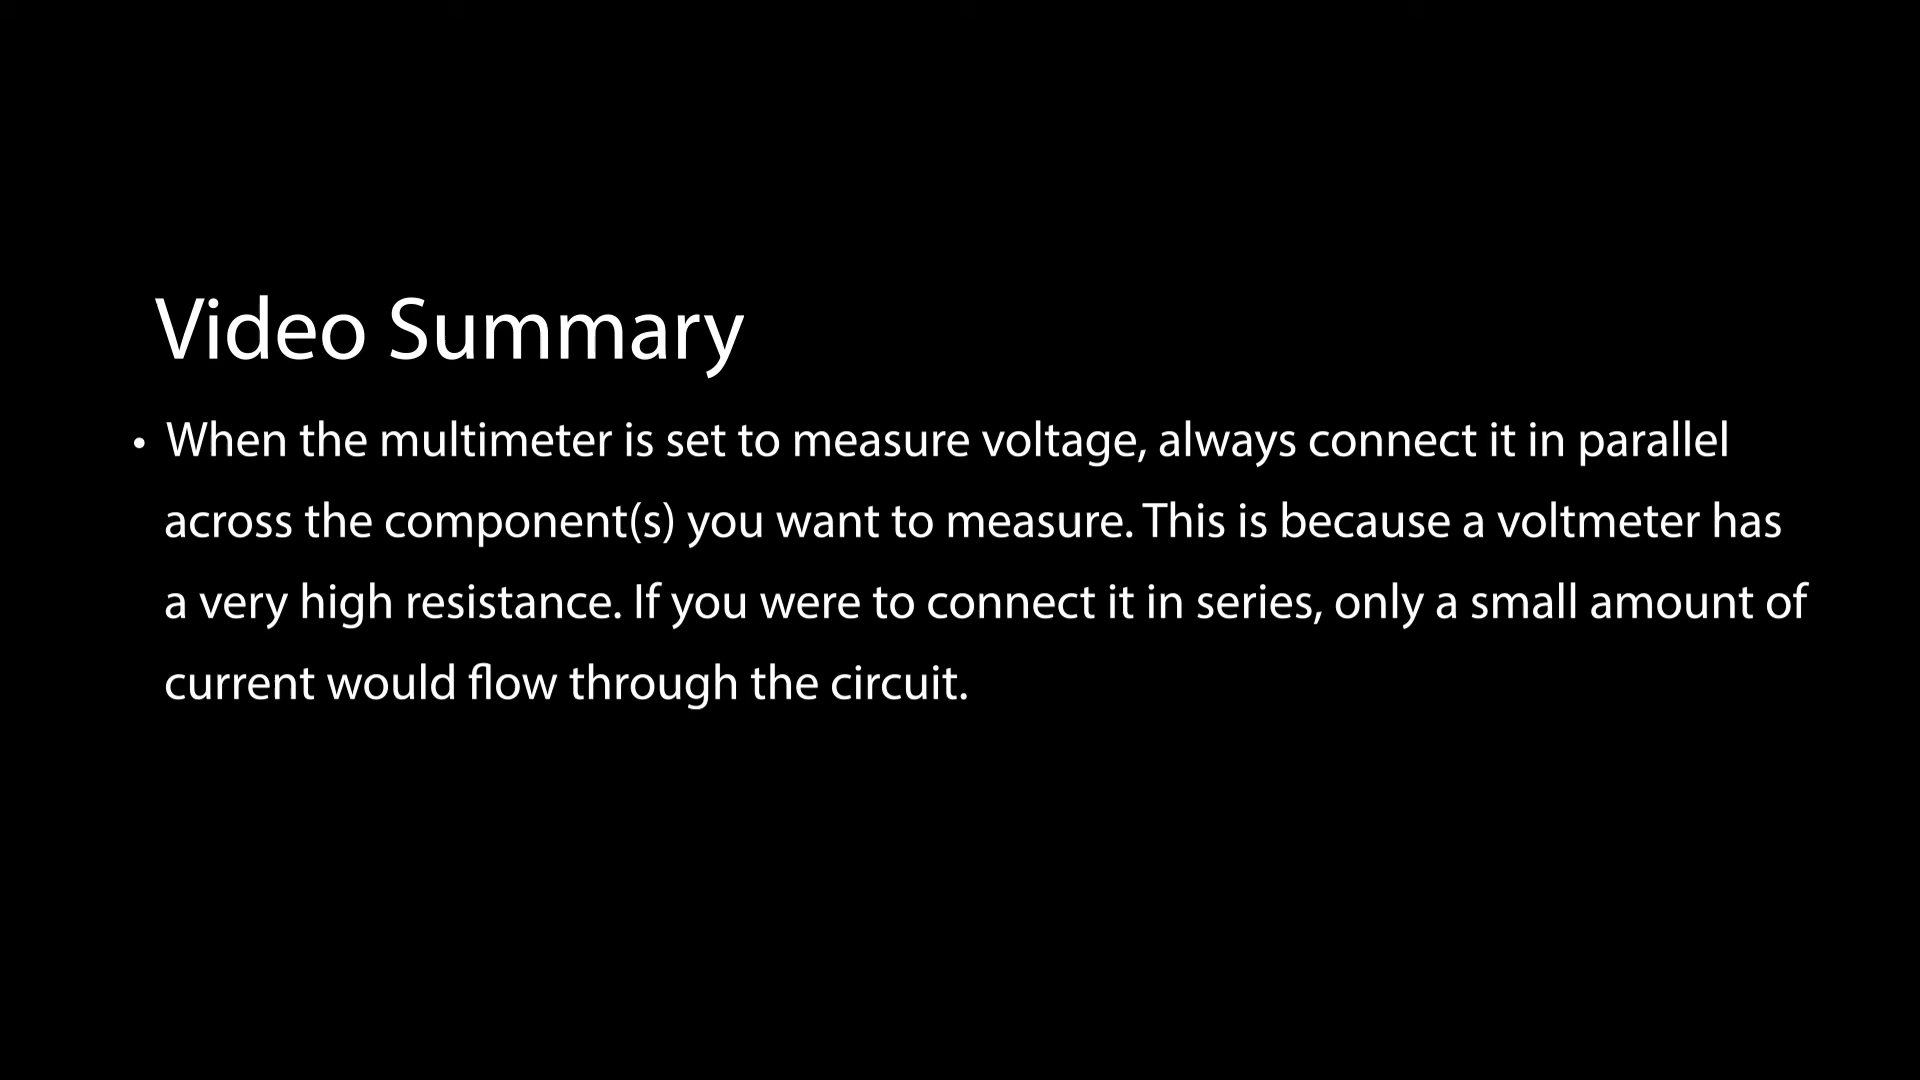 Video Summary
• When the multimeter is set to measure voltage, always connect it in parallel
across the component(s) you want to measure. This is because a voltmeter has
a very high resistance. If you were to connect it in series, only a small amount of
current would flow through the circuit.